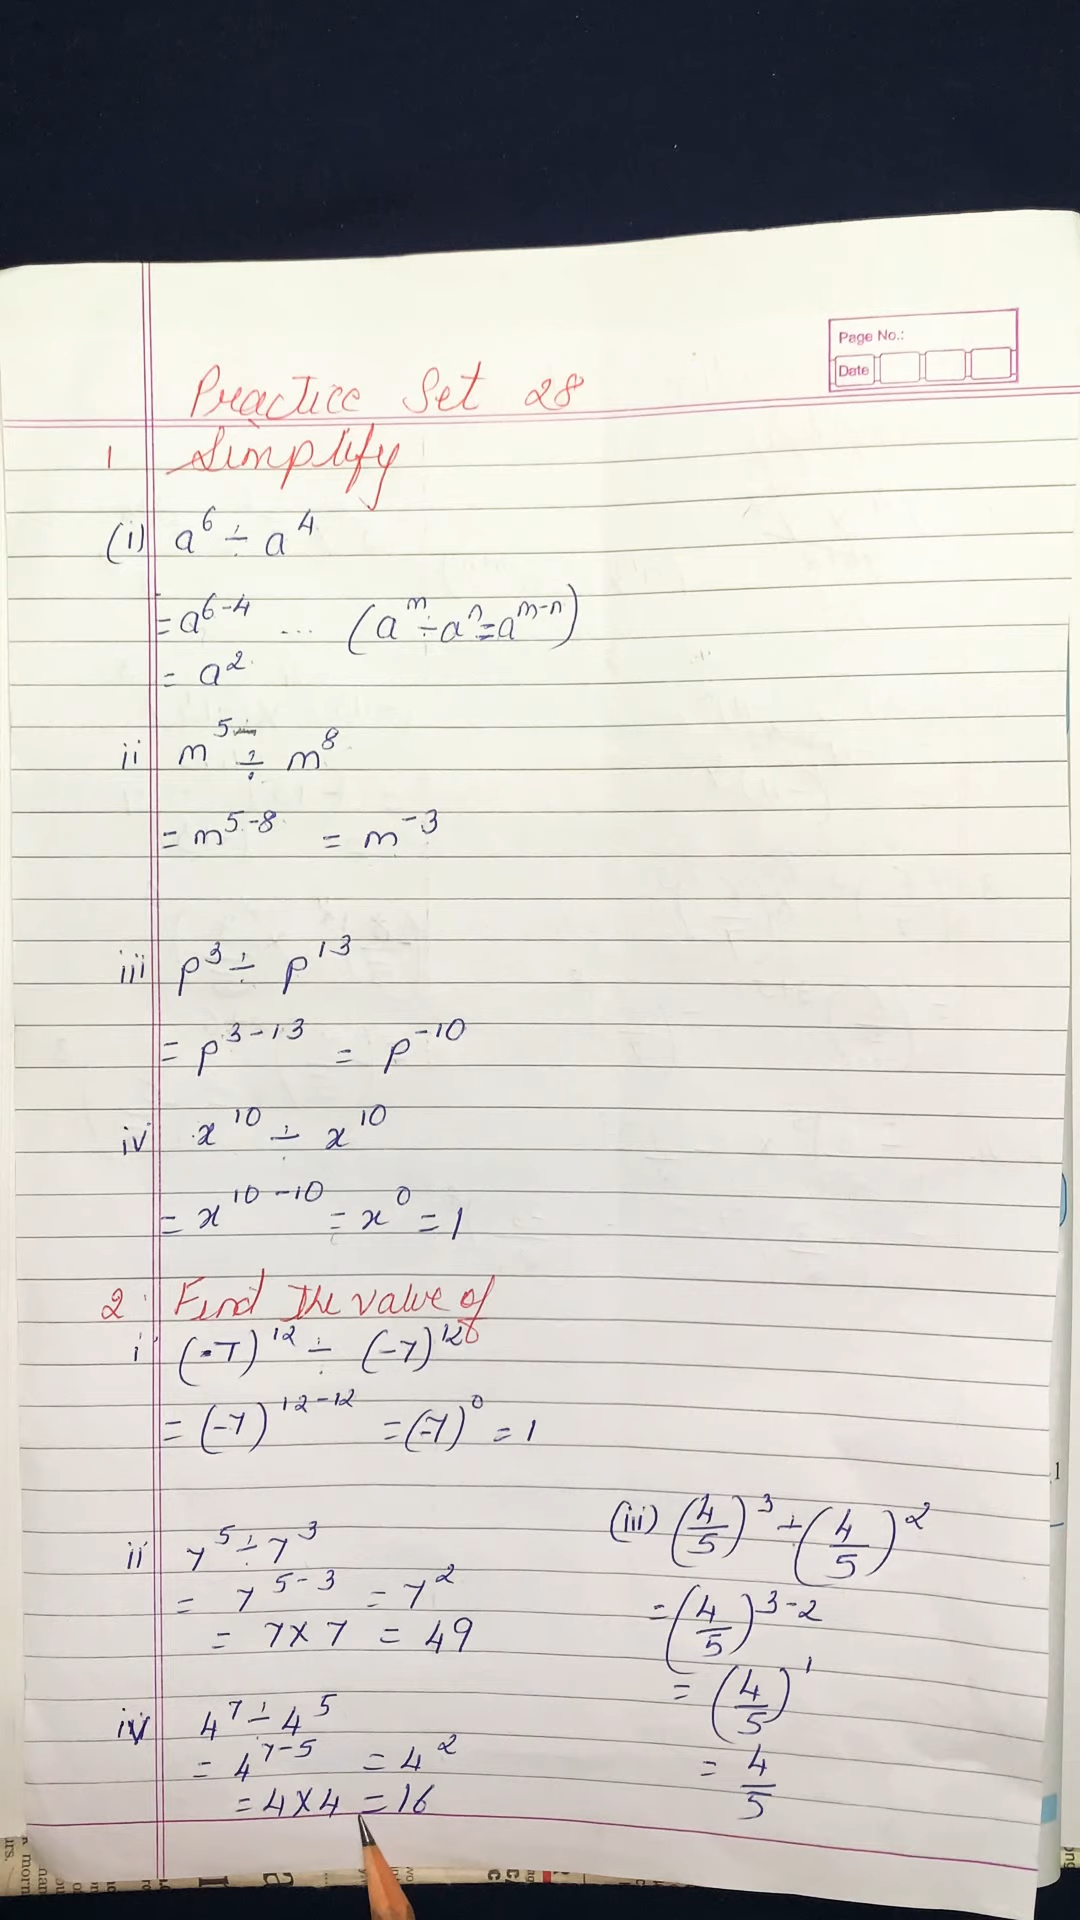 Page No.:
Date
Practice Set 28
1 Simplify
(i) a⁶ ÷ a⁴
= a⁶⁻⁴ ... (aᵐ ÷ aⁿ = aᵐ⁻ⁿ)
= a²
ii m⁵ ÷ m⁸
= m⁵⁻⁸ = m⁻³
iii p³ ÷ p¹³
= p³⁻¹³ = p⁻¹⁰
iv x¹⁰ ÷ x¹⁰
= x¹⁰⁻¹⁰ = x⁰ = 1
2. Find The value of
i (-7)¹² ÷ (-7)¹²
= (-7)¹²⁻¹² = (-7)⁰ = 1
ii 7⁵ ÷ 7³
= 7⁵⁻³ = 7²
= 7×7 = 49
(iii) (4/5)³ ÷ (4/5)²
= (4/5)³⁻²
= (4/5)¹
= 4/5
iv 4⁷ ÷ 4⁵
= 4⁷⁻⁵ = 4²
= 4×4 = 16